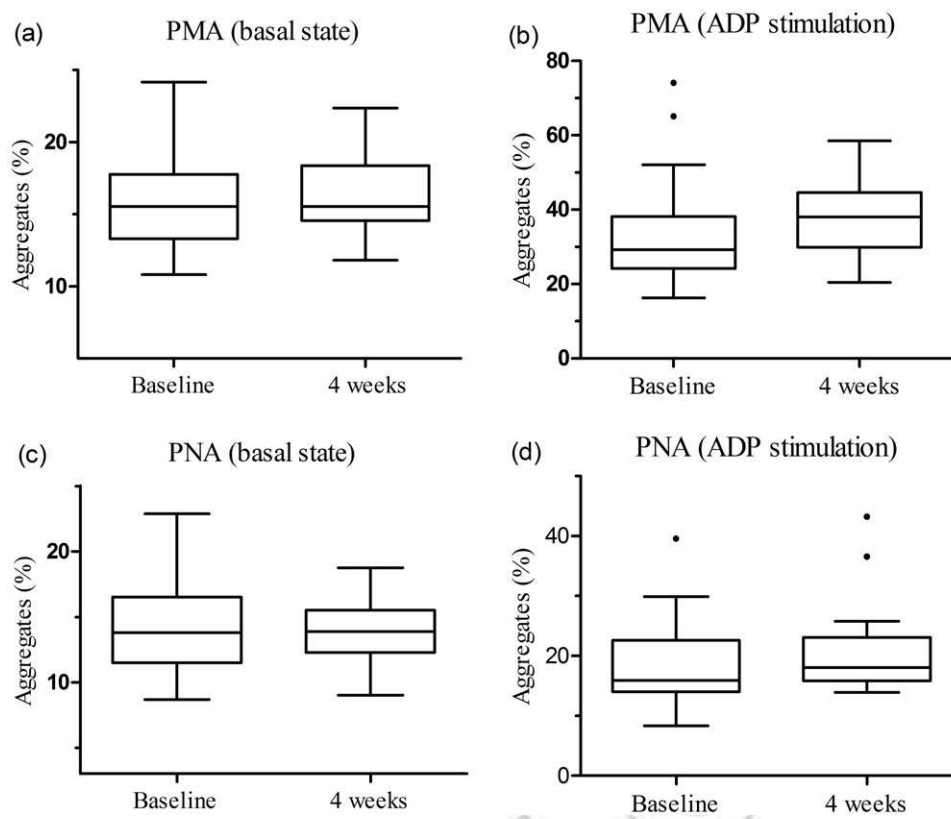 (a)
PMA (basal state)
Aggregates (%)
20
10
Baseline
4 weeks
(b)
PMA (ADP stimulation)
Aggregates (%)
80
60
40
20
0
Baseline
4 weeks
(c)
PNA (basal state)
Aggregates (%)
20
10
Baseline
4 weeks
(d)
PNA (ADP stimulation)
Aggregates (%)
40
20
0
Baseline
4 weeks